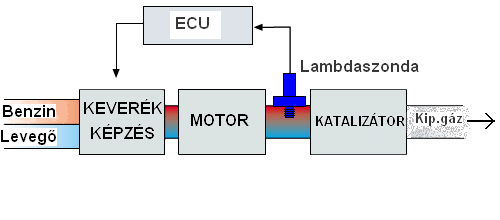 ECU
Lambdaszonda
Benzin
Levegő
KEVERÉK
KÉPZÉS
MOTOR
KATALIZÁTOR
Kip.gáz